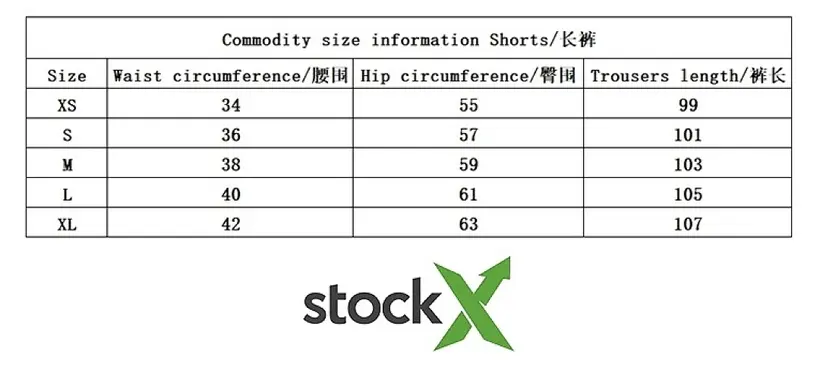 Commodity size information Shorts/长裤
Size Waist circumference/腰围 Hip circumference/臀围 Trousers length/裤长
XS 34 55 99
S 36 57 101
M 38 59 103
L 40 61 105
XL 42 63 107
stockX